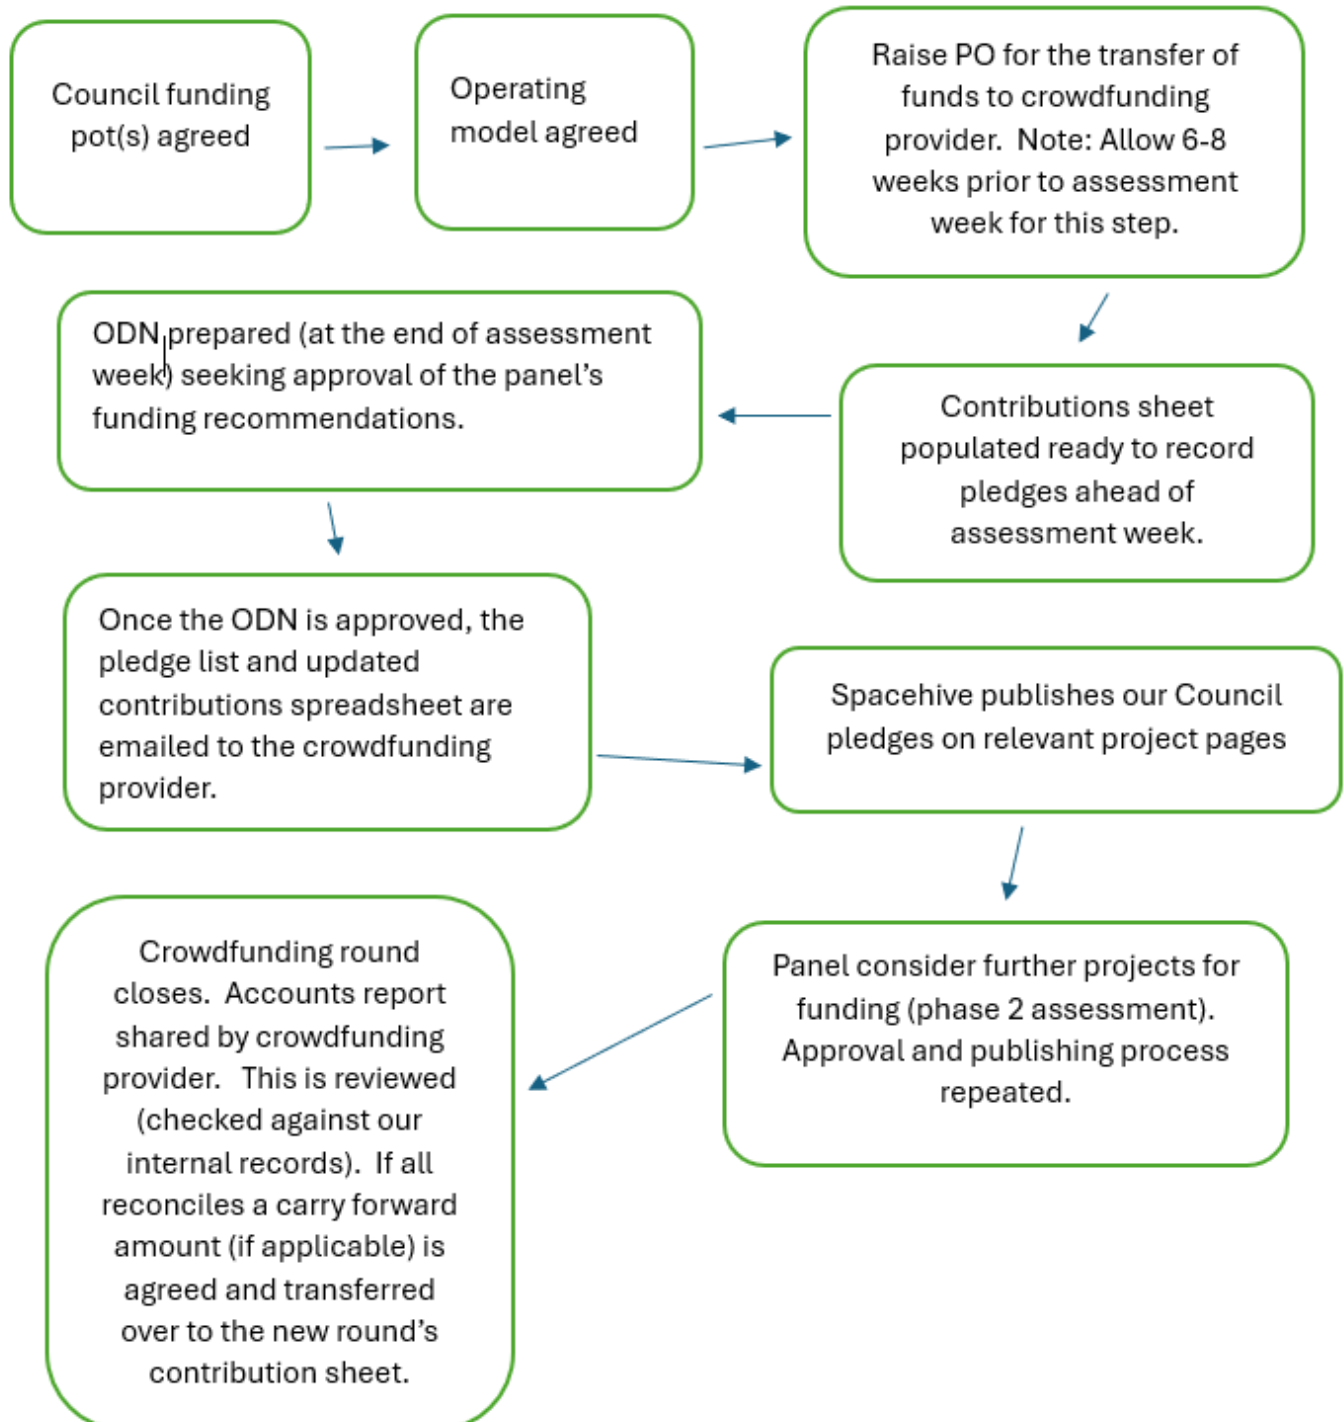 Council funding
pot(s) agreed
Operating
model agreed
Raise PO for the transfer of
funds to crowdfunding
provider.  Note: Allow 6-8
weeks prior to assessment
week for this step.
Contributions sheet
populated ready to record
pledges ahead of
assessment week.
ODN prepared (at the end of assessment
week) seeking approval of the panel’s
funding recommendations.
Once the ODN is approved, the
pledge list and updated
contributions spreadsheet are
emailed to the crowdfunding
provider.
Spacehive publishes our Council
pledges on relevant project pages
Panel consider further projects for
funding (phase 2 assessment).
Approval and publishing process
repeated.
Crowdfunding round
closes.  Accounts report
shared by crowdfunding
provider.   This is reviewed
(checked against our
internal records).  If all
reconciles a carry forward
amount (if applicable) is
agreed and transferred
over to the new round’s
contribution sheet.